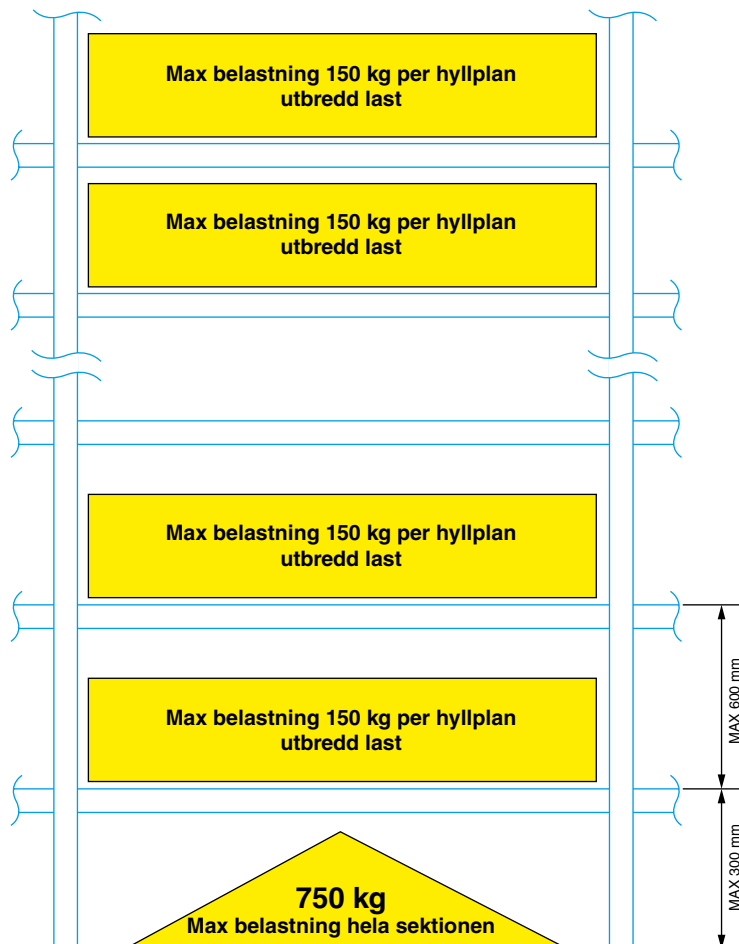 Max belastning 150 kg per hyllplan
utbredd last
Max belastning 150 kg per hyllplan
utbredd last
Max belastning 150 kg per hyllplan
utbredd last
MAX 600 mm
Max belastning 150 kg per hyllplan
utbredd last
MAX 300 mm
750 kg
Max belastning hela sektionen